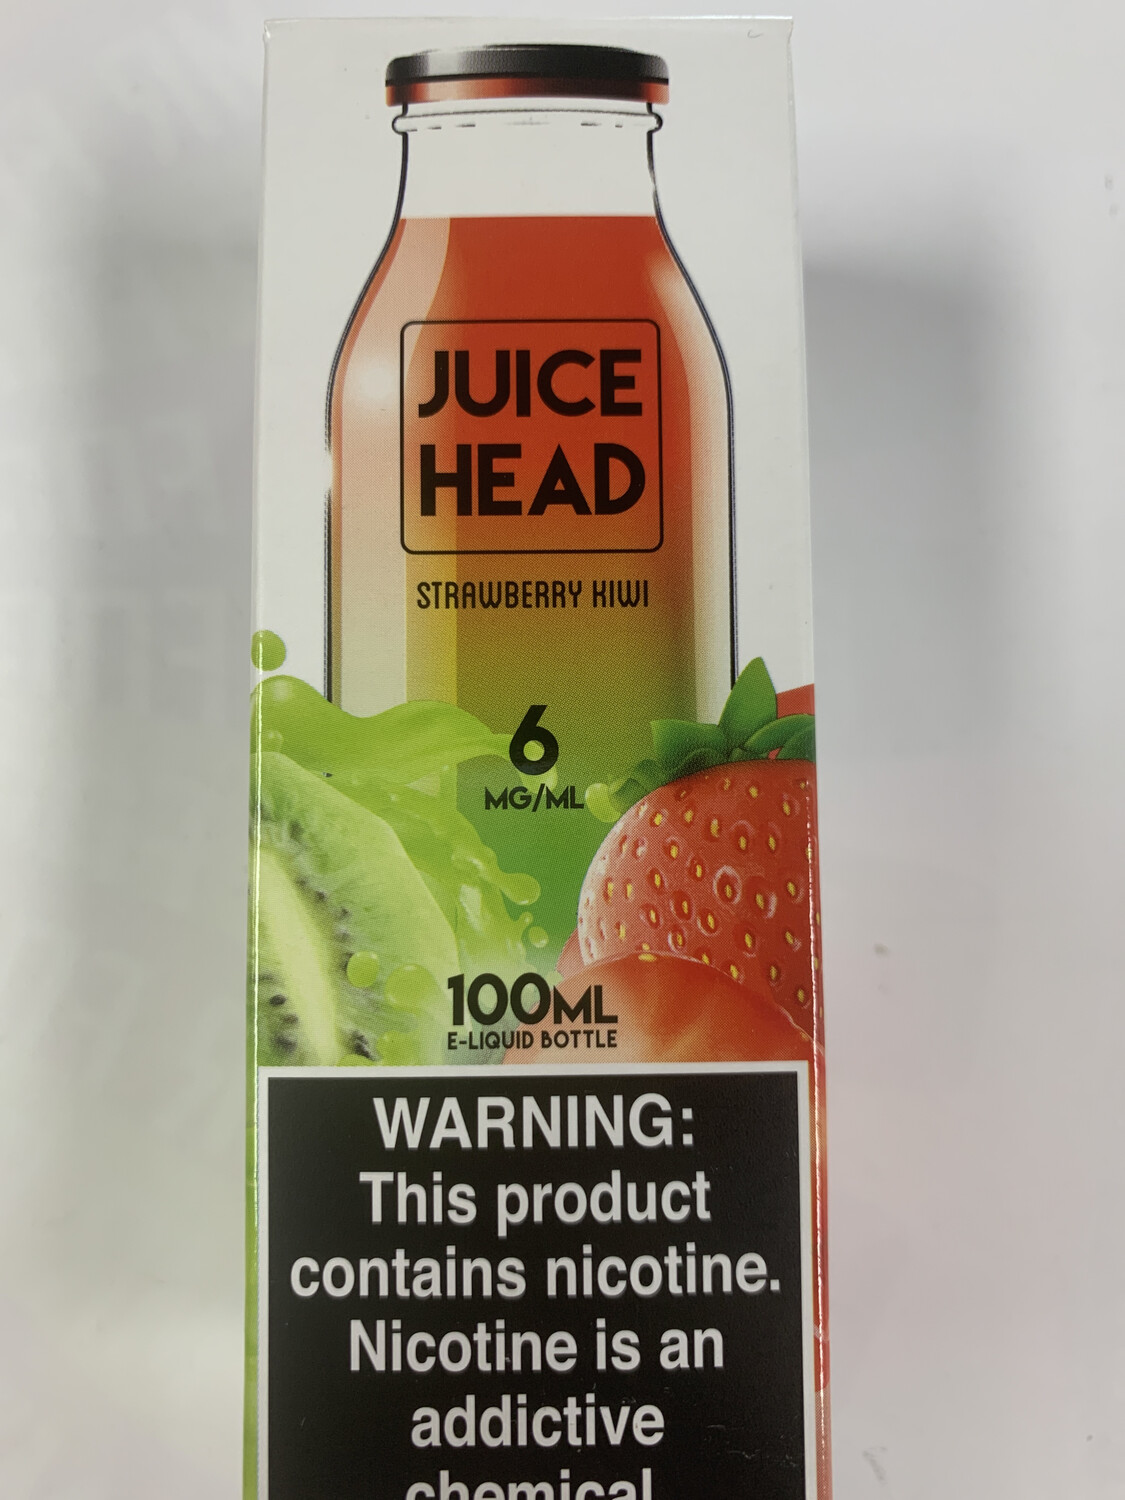 JUICE
HEAD
STRAWBERRY KIWI
6
MG/ML
100ML
E-LIQUID BOTTLE
WARNING:
This product
contains nicotine.
Nicotine is an
addictive
chemical.